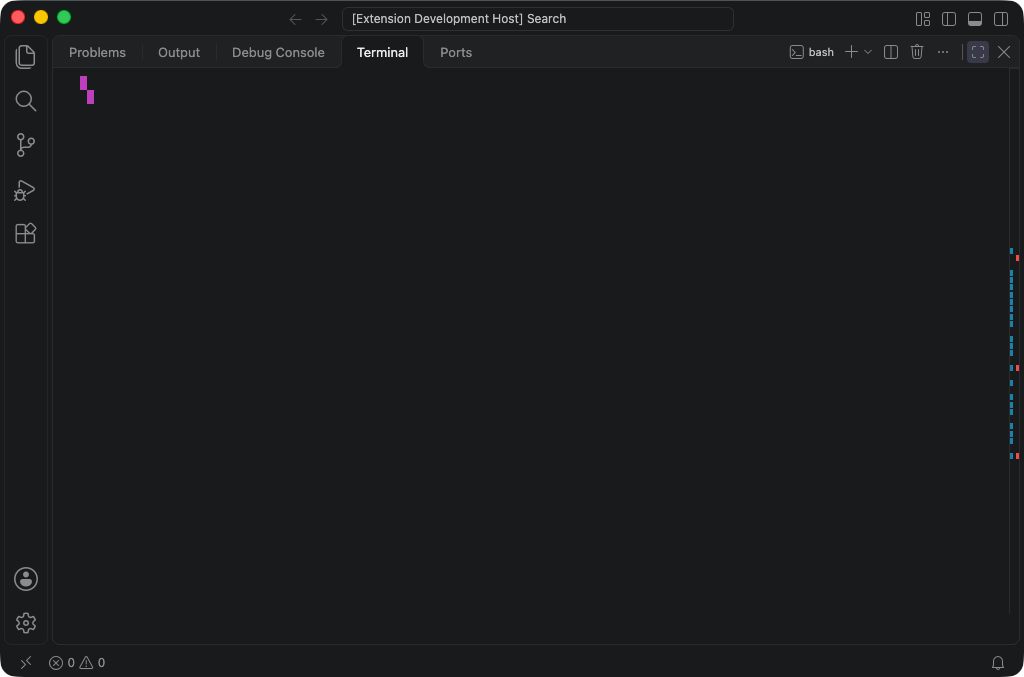 [Extension Development Host] Search
Problems Output Debug Console Terminal Ports bash
0 0